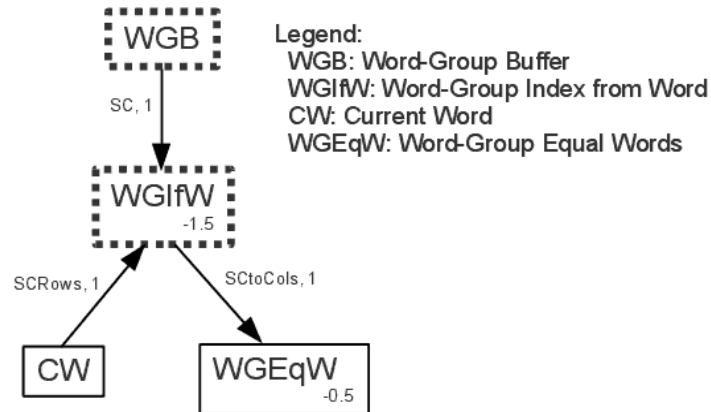 WGB
Legend:
WGB: Word-Group Buffer
WGIfW: Word-Group Index from Word
CW: Current Word
WGEqW: Word-Group Equal Words
SC, 1
WGIfW
-1.5
SCRows, 1
SCtoCols, 1
CW
WGEqW
-0.5